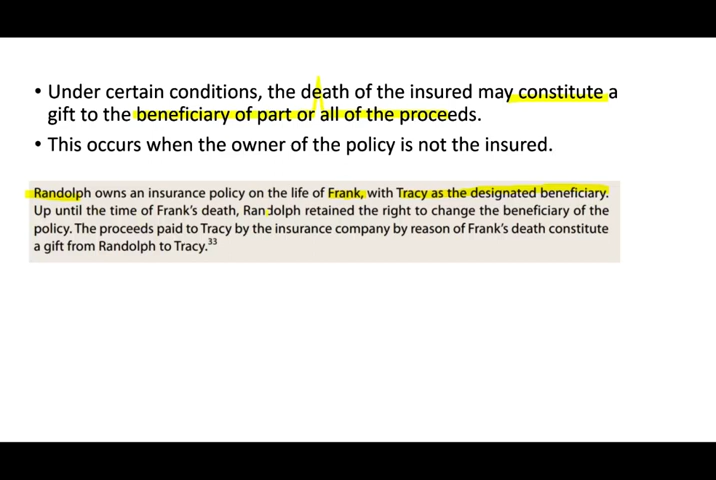 • Under certain conditions, the death of the insured may constitute a
gift to the beneficiary of part or all of the proceeds.
• This occurs when the owner of the policy is not the insured.
Randolph owns an insurance policy on the life of Frank, with Tracy as the designated beneficiary.
Up until the time of Frank's death, Randolph retained the right to change the beneficiary of the
policy. The proceeds paid to Tracy by the insurance company by reason of Frank's death constitute
a gift from Randolph to Tracy.³³